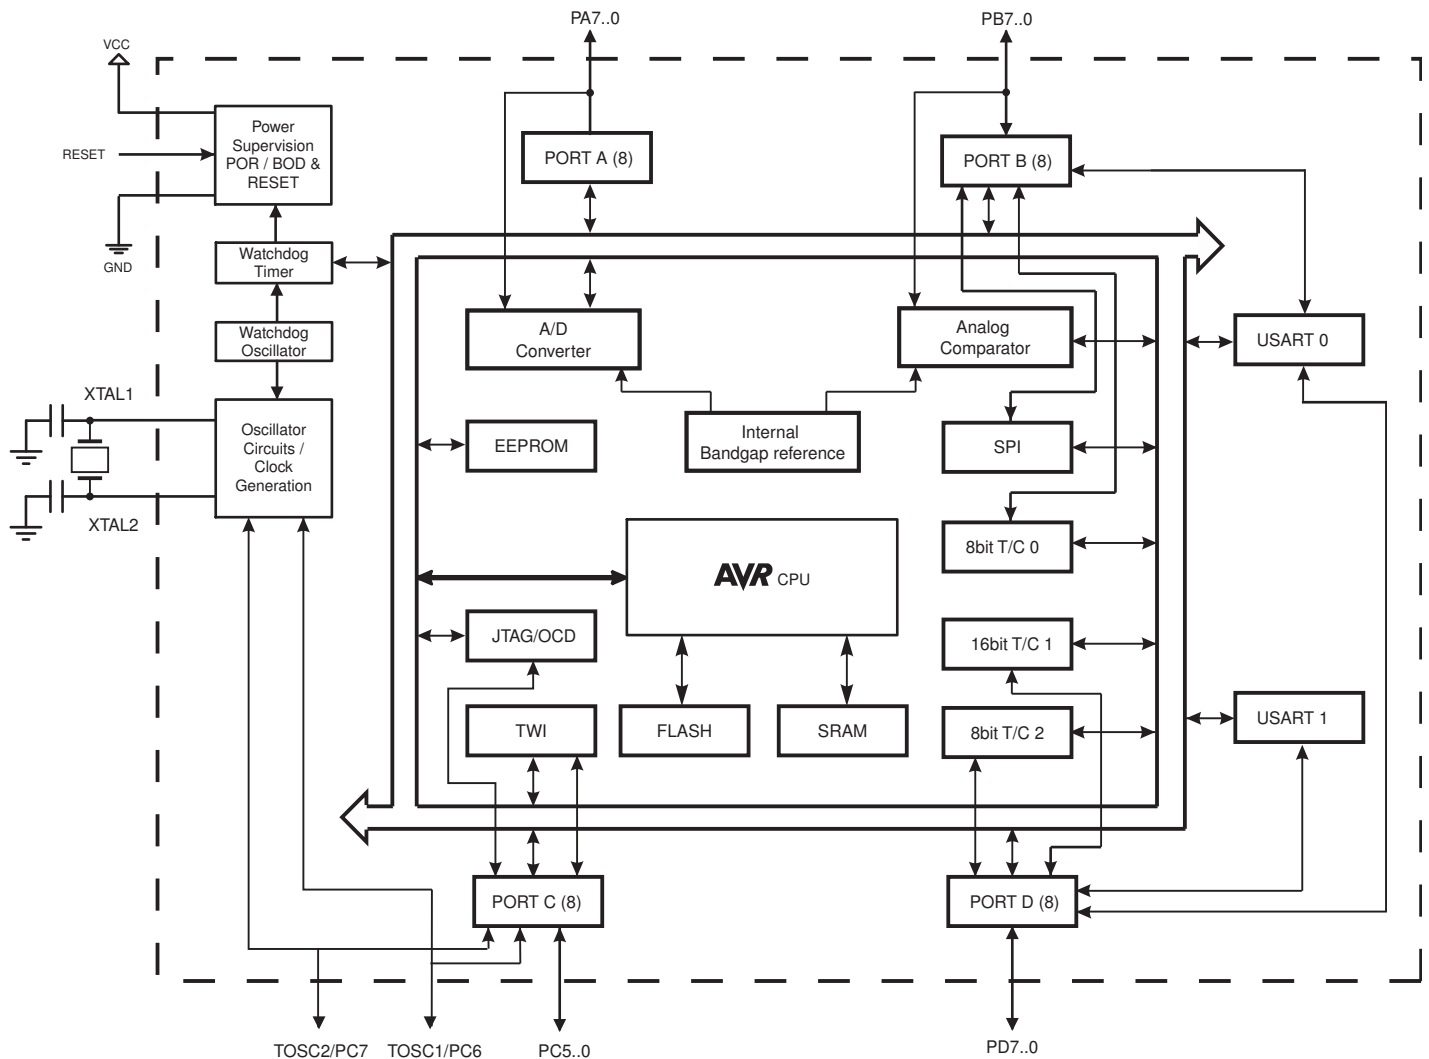 PA7..0
PB7..0
VCC
RESET
GND
Power
Supervision
POR / BOD &
RESET
PORT A (8)
PORT B (8)
Watchdog
Timer
Watchdog
Oscillator
A/D
Converter
Analog
Comparator
USART 0
XTAL1
XTAL2
Oscillator
Circuits /
Clock
Generation
EEPROM
Internal
Bandgap reference
SPI
AVR CPU
8bit T/C 0
JTAG/OCD
16bit T/C 1
TWI
FLASH
SRAM
8bit T/C 2
USART 1
PORT C (8)
PORT D (8)
TOSC2/PC7
TOSC1/PC6
PC5..0
PD7..0